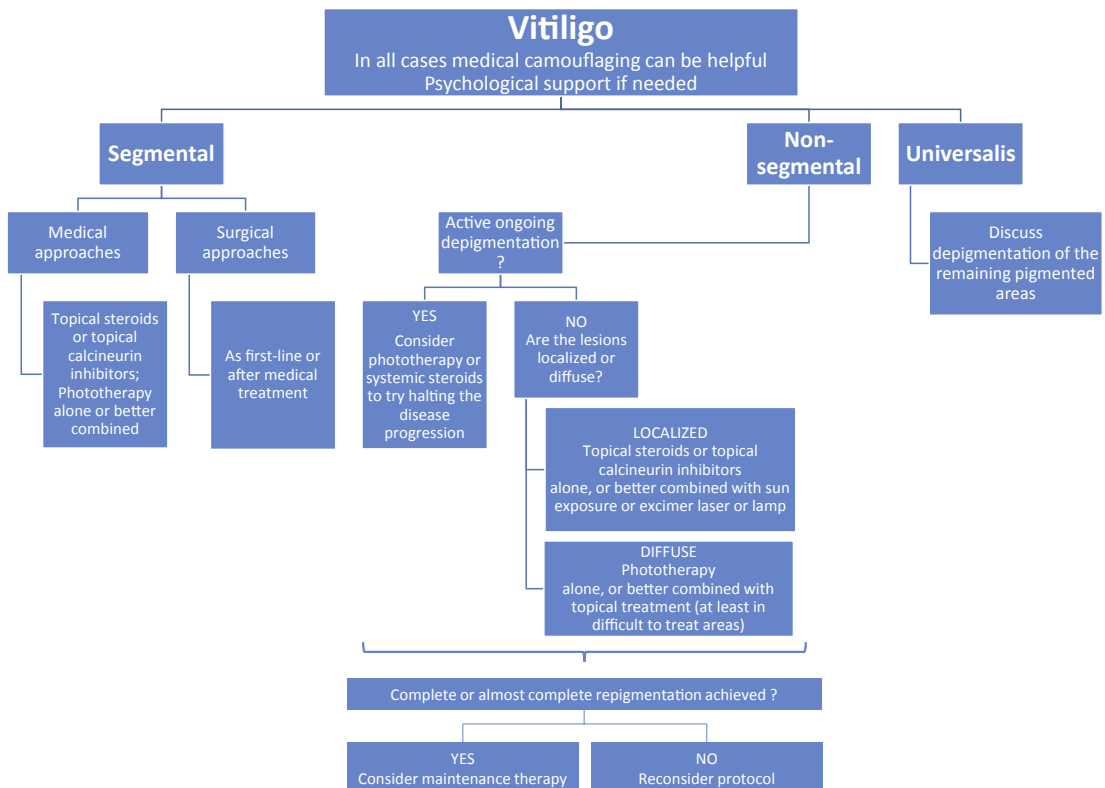 Vitiligo
In all cases medical camouflaging can be helpful
Psychological support if needed
Segmental
Non-
segmental
Universalis
Medical
approaches
Surgical
approaches
Active ongoing
depigmentation
?
Discuss
depigmentation of the
remaining pigmented
areas
Topical steroids
or topical
calcineurin
inhibitors;
Phototherapy
alone or better
combined
As first-line or
after medical
treatment
YES
Consider
phototherapy or
systemic steroids
to try halting the
disease
progression
NO
Are the lesions
localized or
diffuse?
LOCALIZED
Topical steroids or topical
calcineurin inhibitors
alone, or better combined with sun
exposure or excimer laser or lamp
DIFFUSE
Phototherapy
alone, or better combined with
topical treatment (at least in
difficult to treat areas)
Complete or almost complete repigmentation achieved ?
YES
Consider maintenance therapy
NO
Reconsider protocol